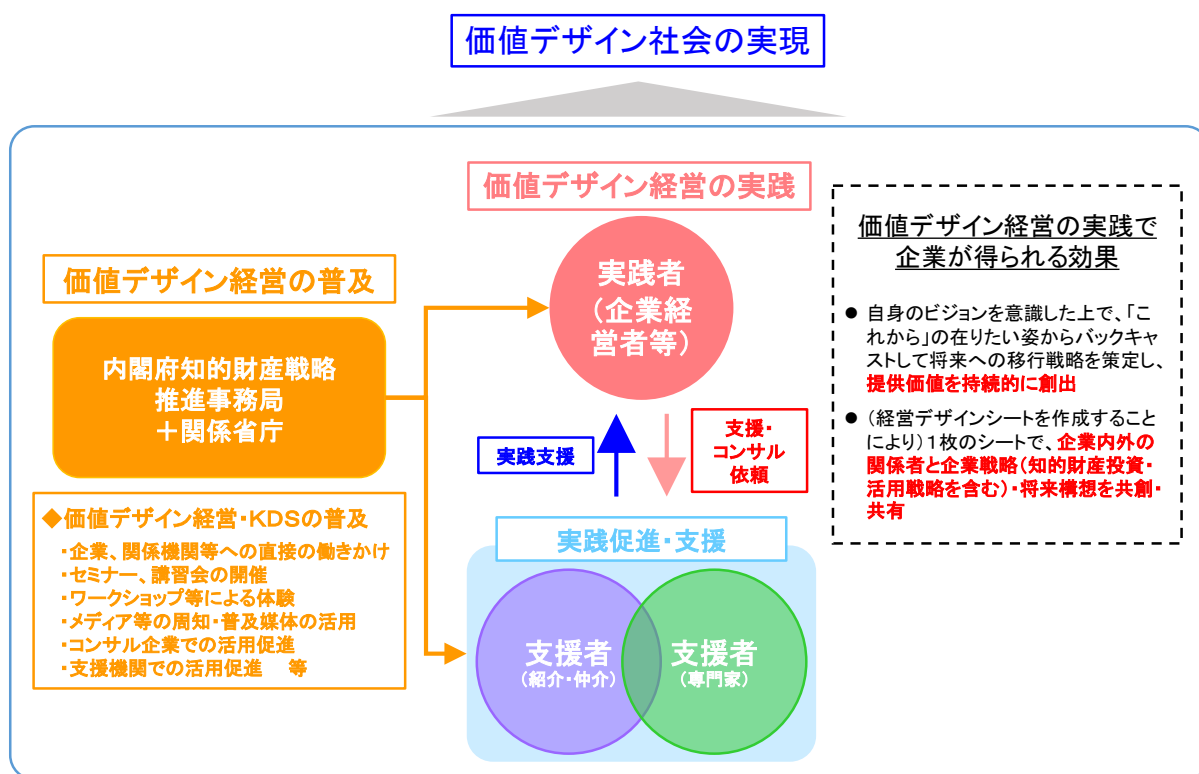 価値デザイン社会の実現
価値デザイン経営の普及
内閣府知的財産戦略
推進事務局
＋関係省庁
◆価値デザイン経営・KDSの普及
・企業、関係機関等への直接の働きかけ
・セミナー、講習会の開催
・ワークショップ等による体験
・メディア等の周知・普及媒体の活用
・コンサル企業での活用促進
・支援機関での活用促進　等
価値デザイン経営の実践
実践者
（企業経
営者等）
実践支援
支援・
コンサル
依頼
実践促進・支援
支援者
（紹介・仲介）
支援者
（専門家）
価値デザイン経営の実践で
企業が得られる効果
● 自身のビジョンを意識した上で、「こ
れから」の在りたい姿からバックキャ
ストして将来への移行戦略を策定し、
提供価値を持続的に創出
● （経営デザインシートを作成すること
により）１枚のシートで、企業内外の
関係者と企業戦略（知的財産投資・
活用戦略を含む）・将来構想を共創・
共有